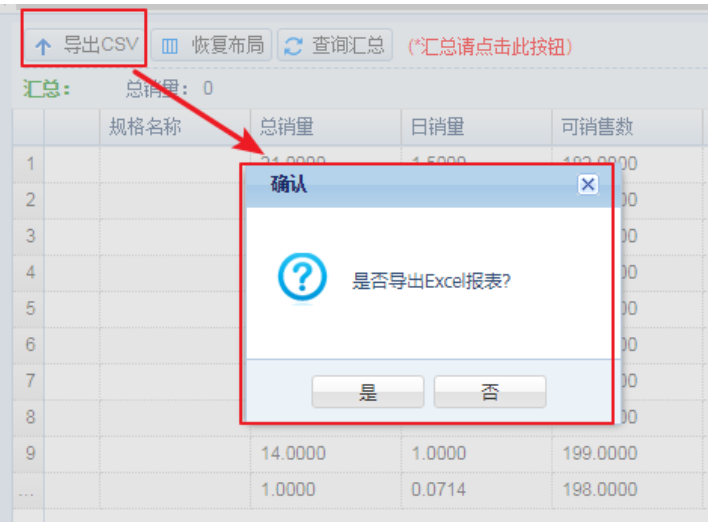 导出CSV 恢复布局 查询汇总 (*汇总请点击此按钮)
汇总： 总销量： 0
规格名称 总销量 日销量 可销售数
1
确认
2
3
4
是否导出Excel报表?
5
6
7
是 否
8
9 14.0000 1.0000 199.0000
... 1.0000 0.0714 198.0000